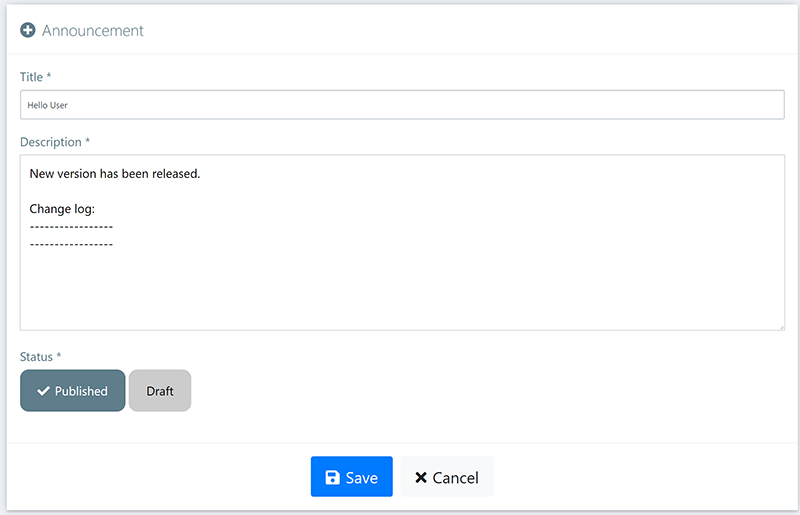 Announcement
Title *
Hello User
Description *
New version has been released.
Change log:
-----------------
-----------------
Status *
Published Draft
Save Cancel